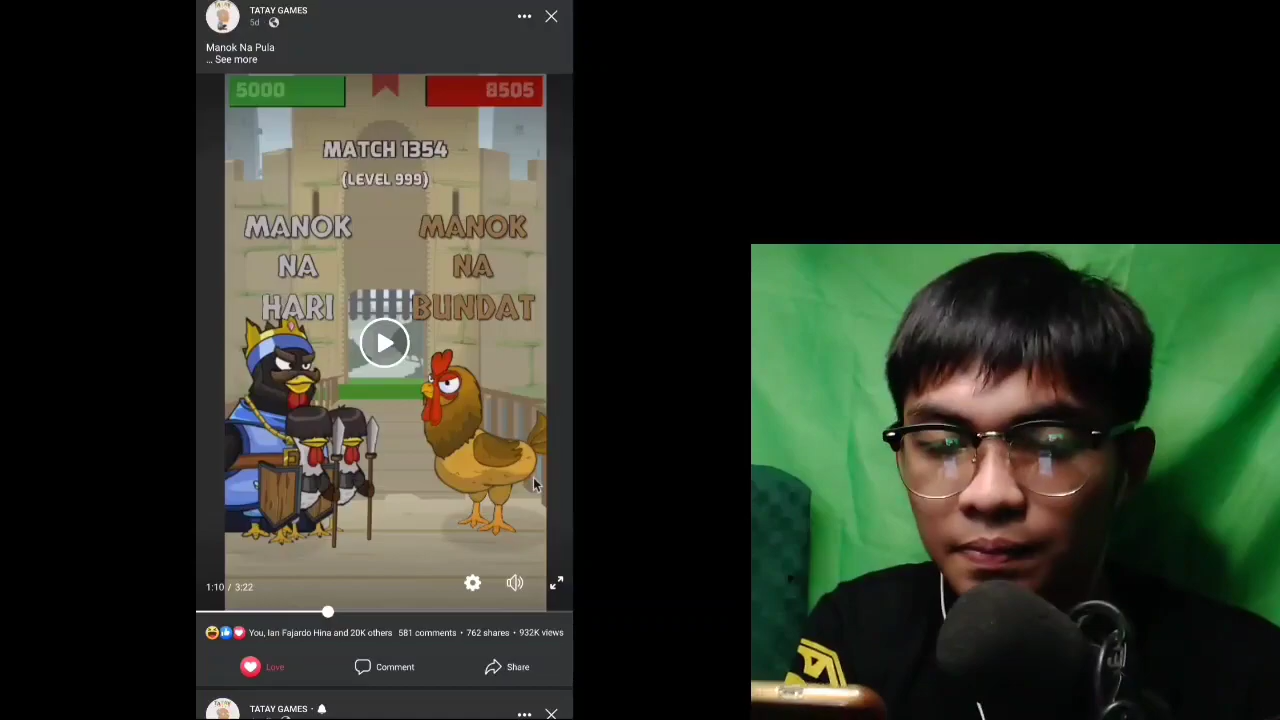 TATAY GAMES
5d
Manok Na Pula
... See more
5000
8505
MATCH 1354
(LEVEL 999)
MANOK NA HARI
MANOK NA BUNDAT
1:10 / 3:22
You, Ian Fajardo Hina and 20K others 581 comments • 762 shares • 932K views
Love Comment Share
TATAY GAMES